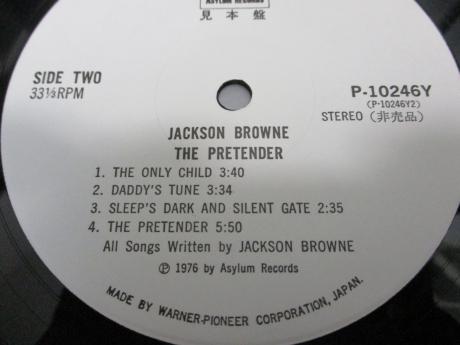 ASYLUM RECORDS
見本盤
SIDE TWO
33⅓RPM
P-10246Y
(P-10246Y2)
STEREO (非売品)
JACKSON BROWNE
THE PRETENDER
1. THE ONLY CHILD 3:40
2. DADDY'S TUNE 3:34
3. SLEEP'S DARK AND SILENT GATE 2:35
4. THE PRETENDER 5:50
All Songs Written by JACKSON BROWNE
Ⓟ 1976 by Asylum Records
MADE BY WARNER-PIONEER CORPORATION, JAPAN.